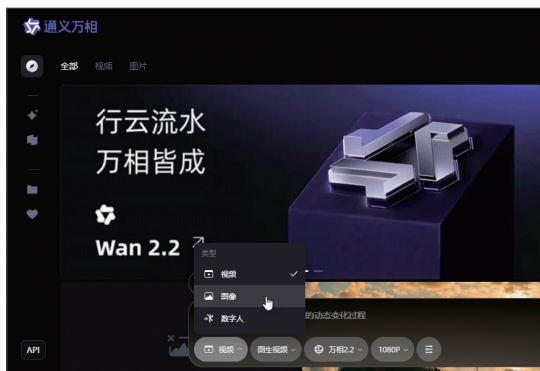 通义万相
全部 视频 图片
行云流水
万相皆成
Wan 2.2
类型
视频
图像
数字人
的动态变化过程
API
视频 图生视频 万相2.2 1080P